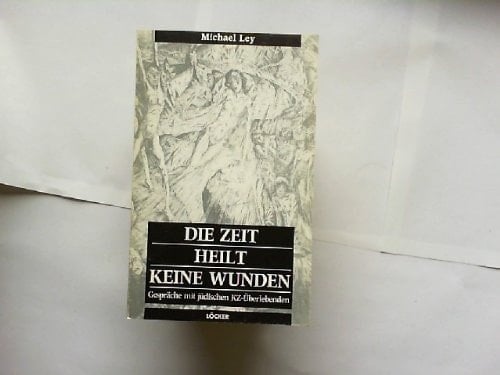 Michael Ley
DIE ZEIT
HEILT
KEINE WUNDEN
Gespräche mit jüdischen KZ-Überlebenden
LÖCKER